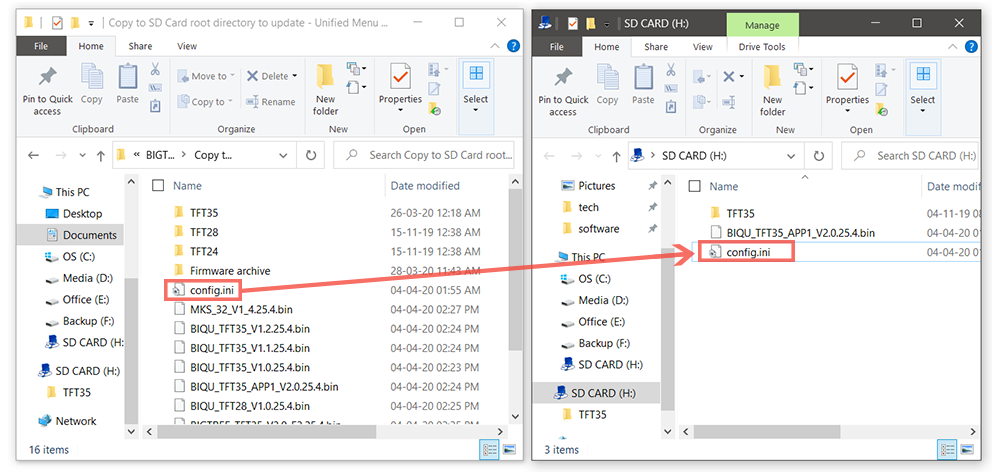 Copy to SD Card root directory to update - Unified Menu ...
File Home Share View
Pin to Quick access
Copy
Paste
Clipboard
Move to
Copy to
Delete
Rename
Organize
New folder
New
Properties
Open
Select
« BIGT... > Copy t...
Search Copy to SD Card root...
This PC
Desktop
Documents
OS (C:)
Media (D:)
Office (E:)
Backup (F:)
SD CARD (H:
SD CARD (H:)
TFT35
Network
Name Date modified
TFT35 26-03-20 12:18 AM
TFT28 15-11-19 12:38 AM
TFT24 15-11-19 12:38 AM
Firmware archive 28-03-20 11:43 AM
config.ini 04-04-20 01:55 AM
MKS_32_V1_4.25.4.bin 04-04-20 02:27 PM
BIQU_TFT35_V1.2.25.4.bin 04-04-20 02:24 PM
BIQU_TFT35_V1.1.25.4.bin 04-04-20 02:24 PM
BIQU_TFT35_V1.0.25.4.bin 04-04-20 02:23 PM
BIQU_TFT35_APP1_V2.0.25.4.bin 04-04-20 02:24 PM
BIQU_TFT28_V1.0.25.4.bin 04-04-20 02:25 PM
16 items
SD CARD (H:)
Manage
File Home Share View Drive Tools
Pin to Quick access
Copy
Paste
Clipboard
Organize
New folder
New
Properties
Open
Select
> SD CARD (H:)
Search SD CARD (H:)
Pictures
tech
software
This PC
OS (C:)
Media (D:)
Office (E:)
Backup (F:)
SD CARD (H:)
SD CARD (H:)
TFT35
Name Date modif
TFT35 04-11-19 08
BIQU_TFT35_APP1_V2.0.25.4.bin 04-04-20 0
config.ini 04-04-20 0
3 items